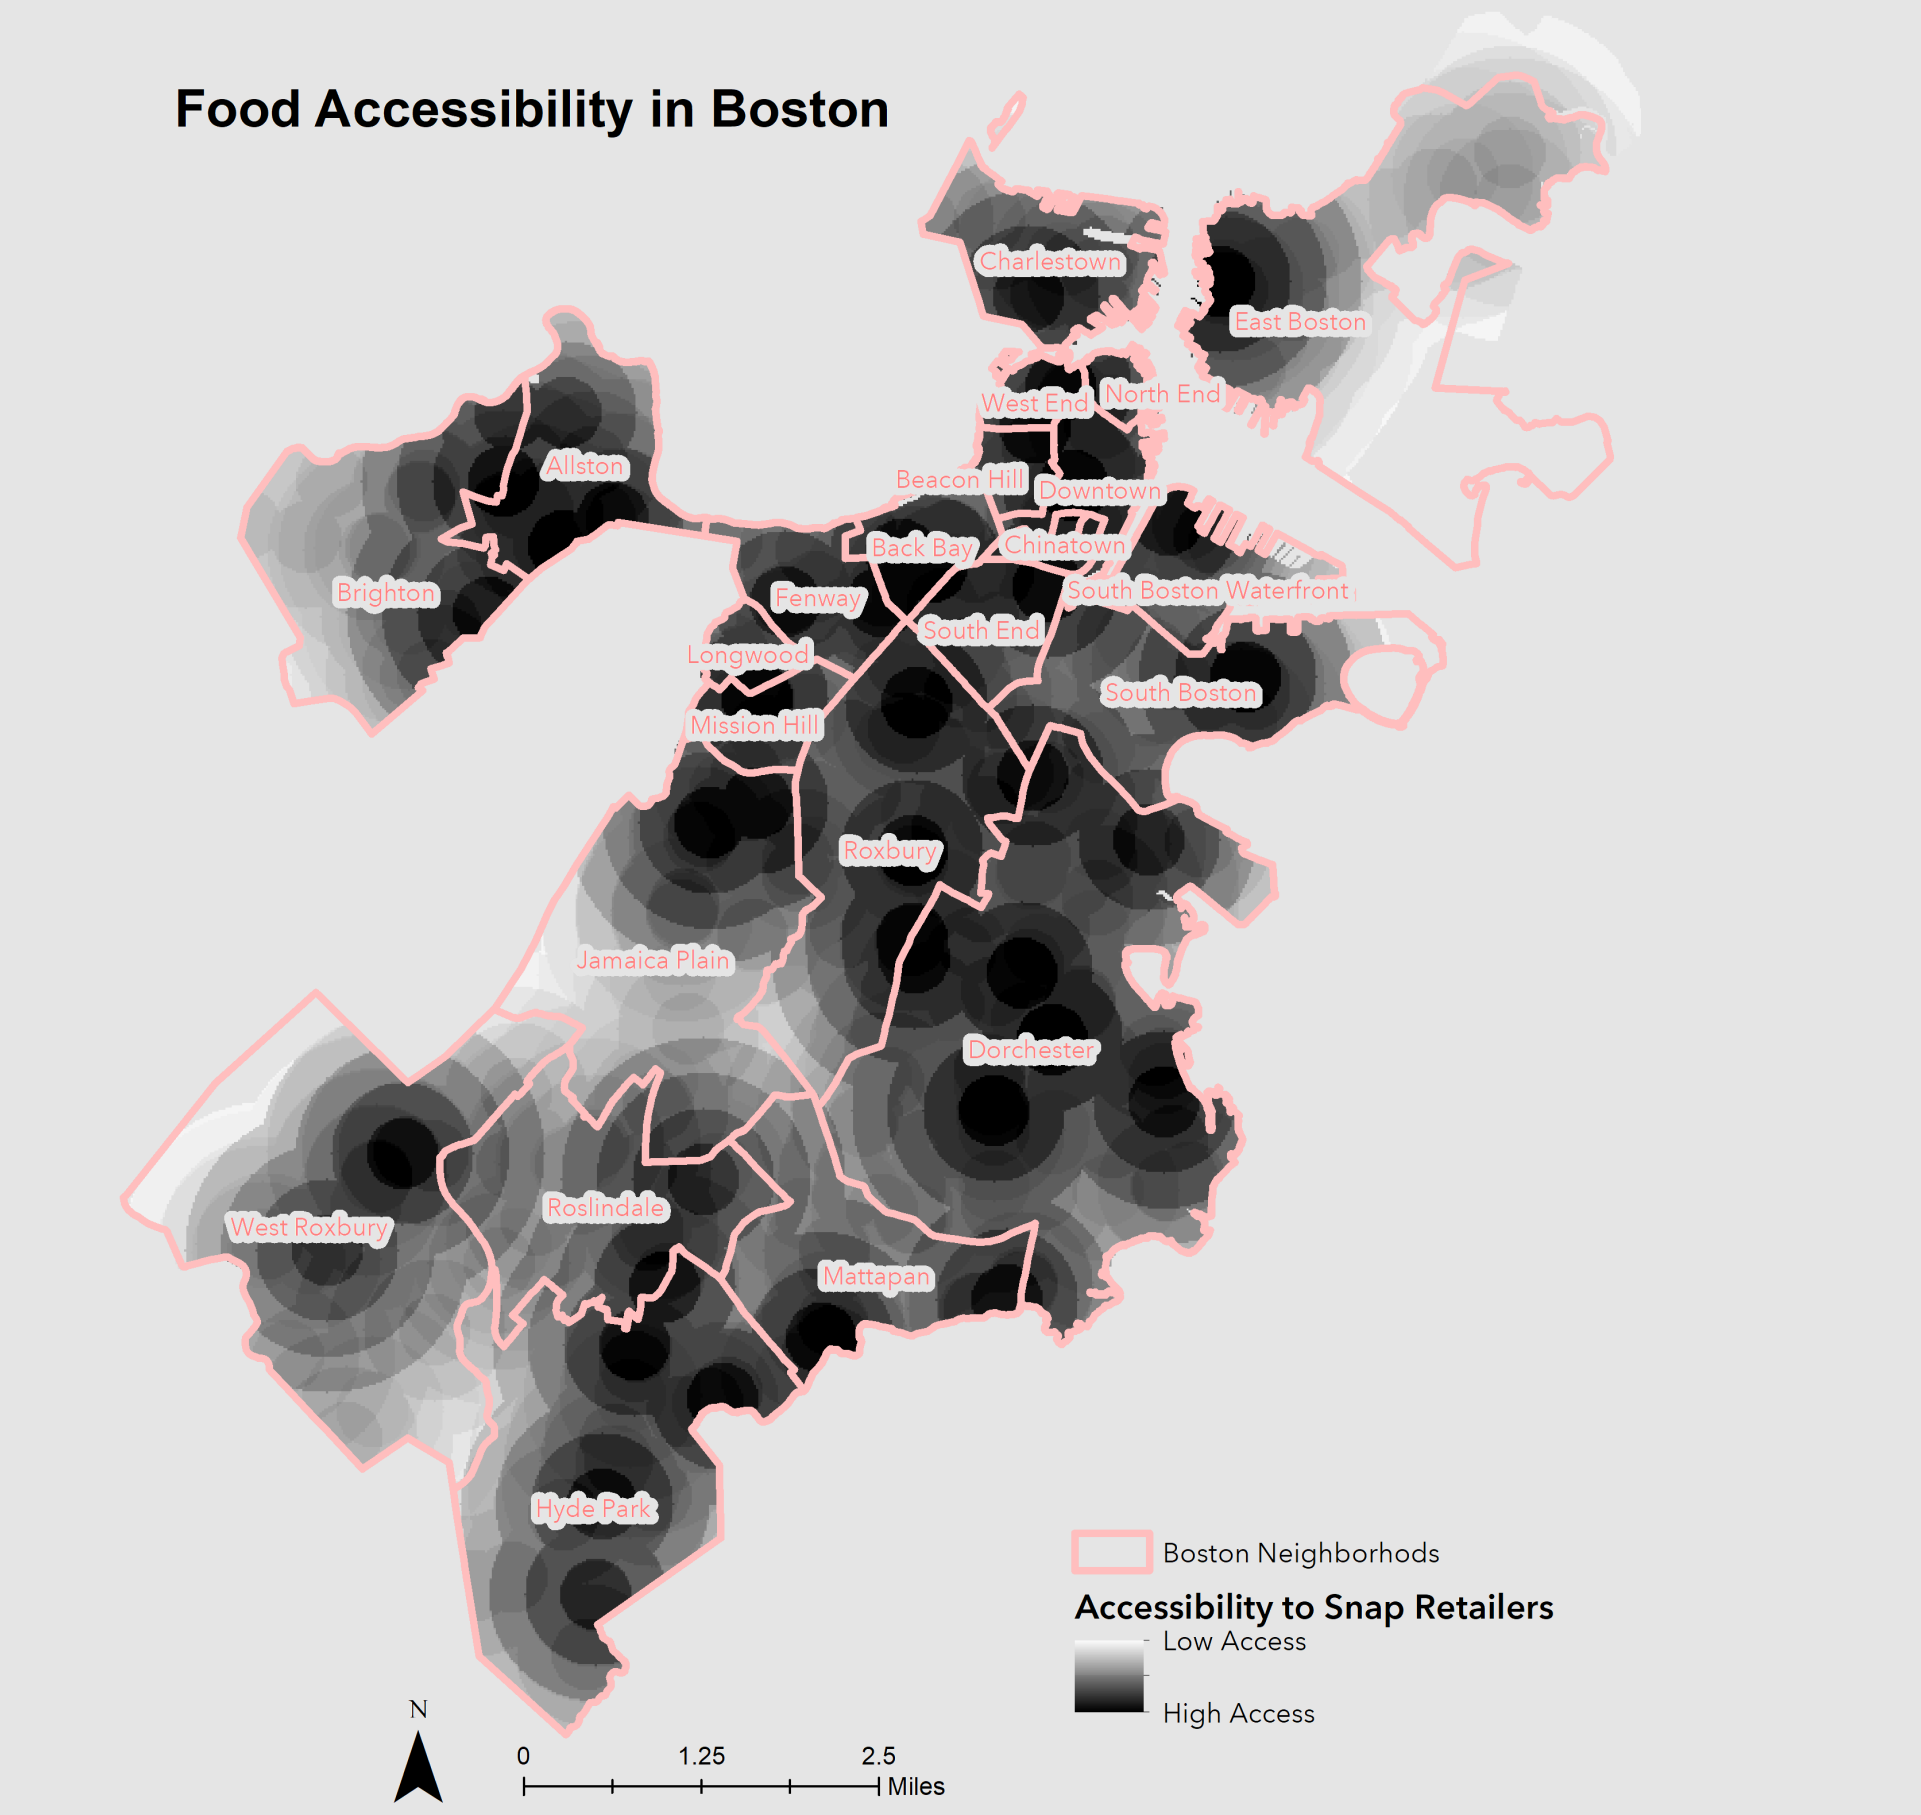 Food Accessibility in Boston
Charlestown
East Boston
West End
North End
Allston
Beacon Hill
Downtown
Back Bay
Chinatown
Brighton
Fenway
South Boston Waterfront
South End
Longwood
South Boston
Mission Hill
Roxbury
Jamaica Plain
Dorchester
West Roxbury
Roslindale
Mattapan
Hyde Park
Boston Neighborhods
Accessibility to Snap Retailers
Low Access
High Access
N
0 1.25 2.5
Miles